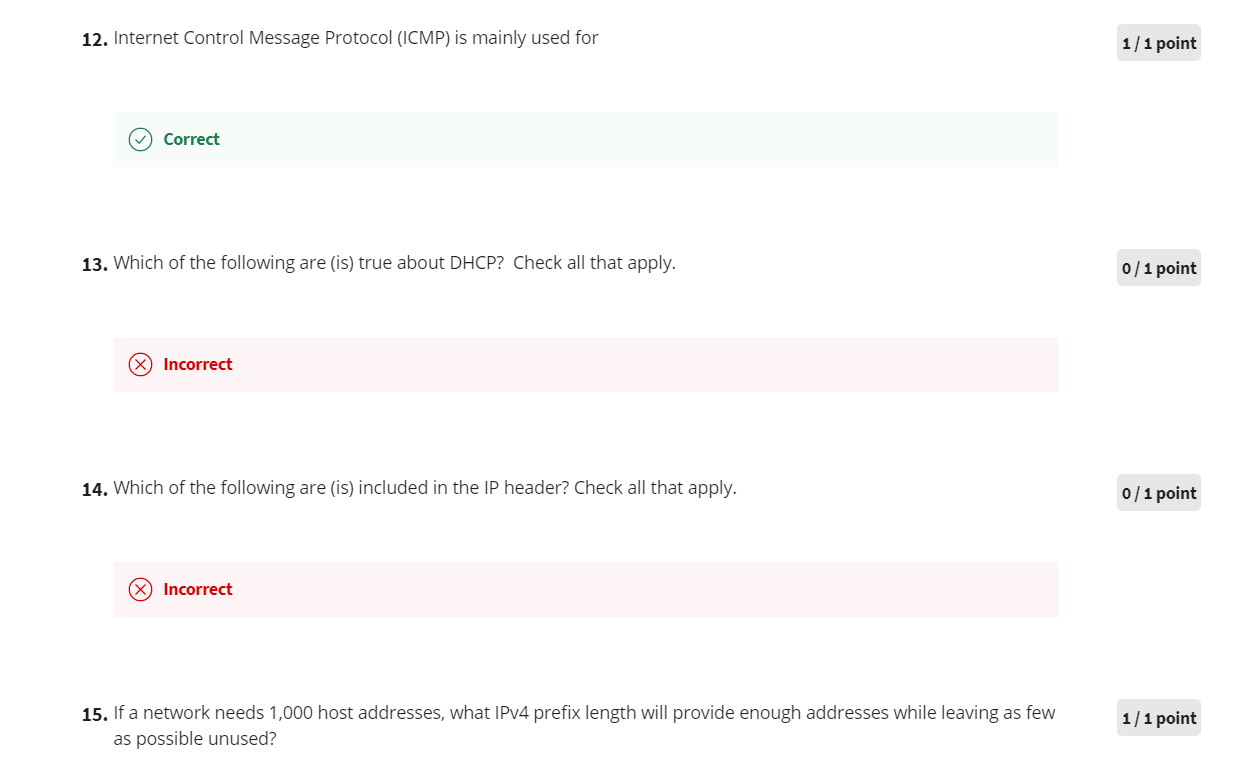 12. Internet Control Message Protocol (ICMP) is mainly used for
1 / 1 point
Correct
13. Which of the following are (is) true about DHCP?  Check all that apply.
0 / 1 point
Incorrect
14. Which of the following are (is) included in the IP header? Check all that apply.
0 / 1 point
Incorrect
15. If a network needs 1,000 host addresses, what IPv4 prefix length will provide enough addresses while leaving as few
as possible unused?
1 / 1 point